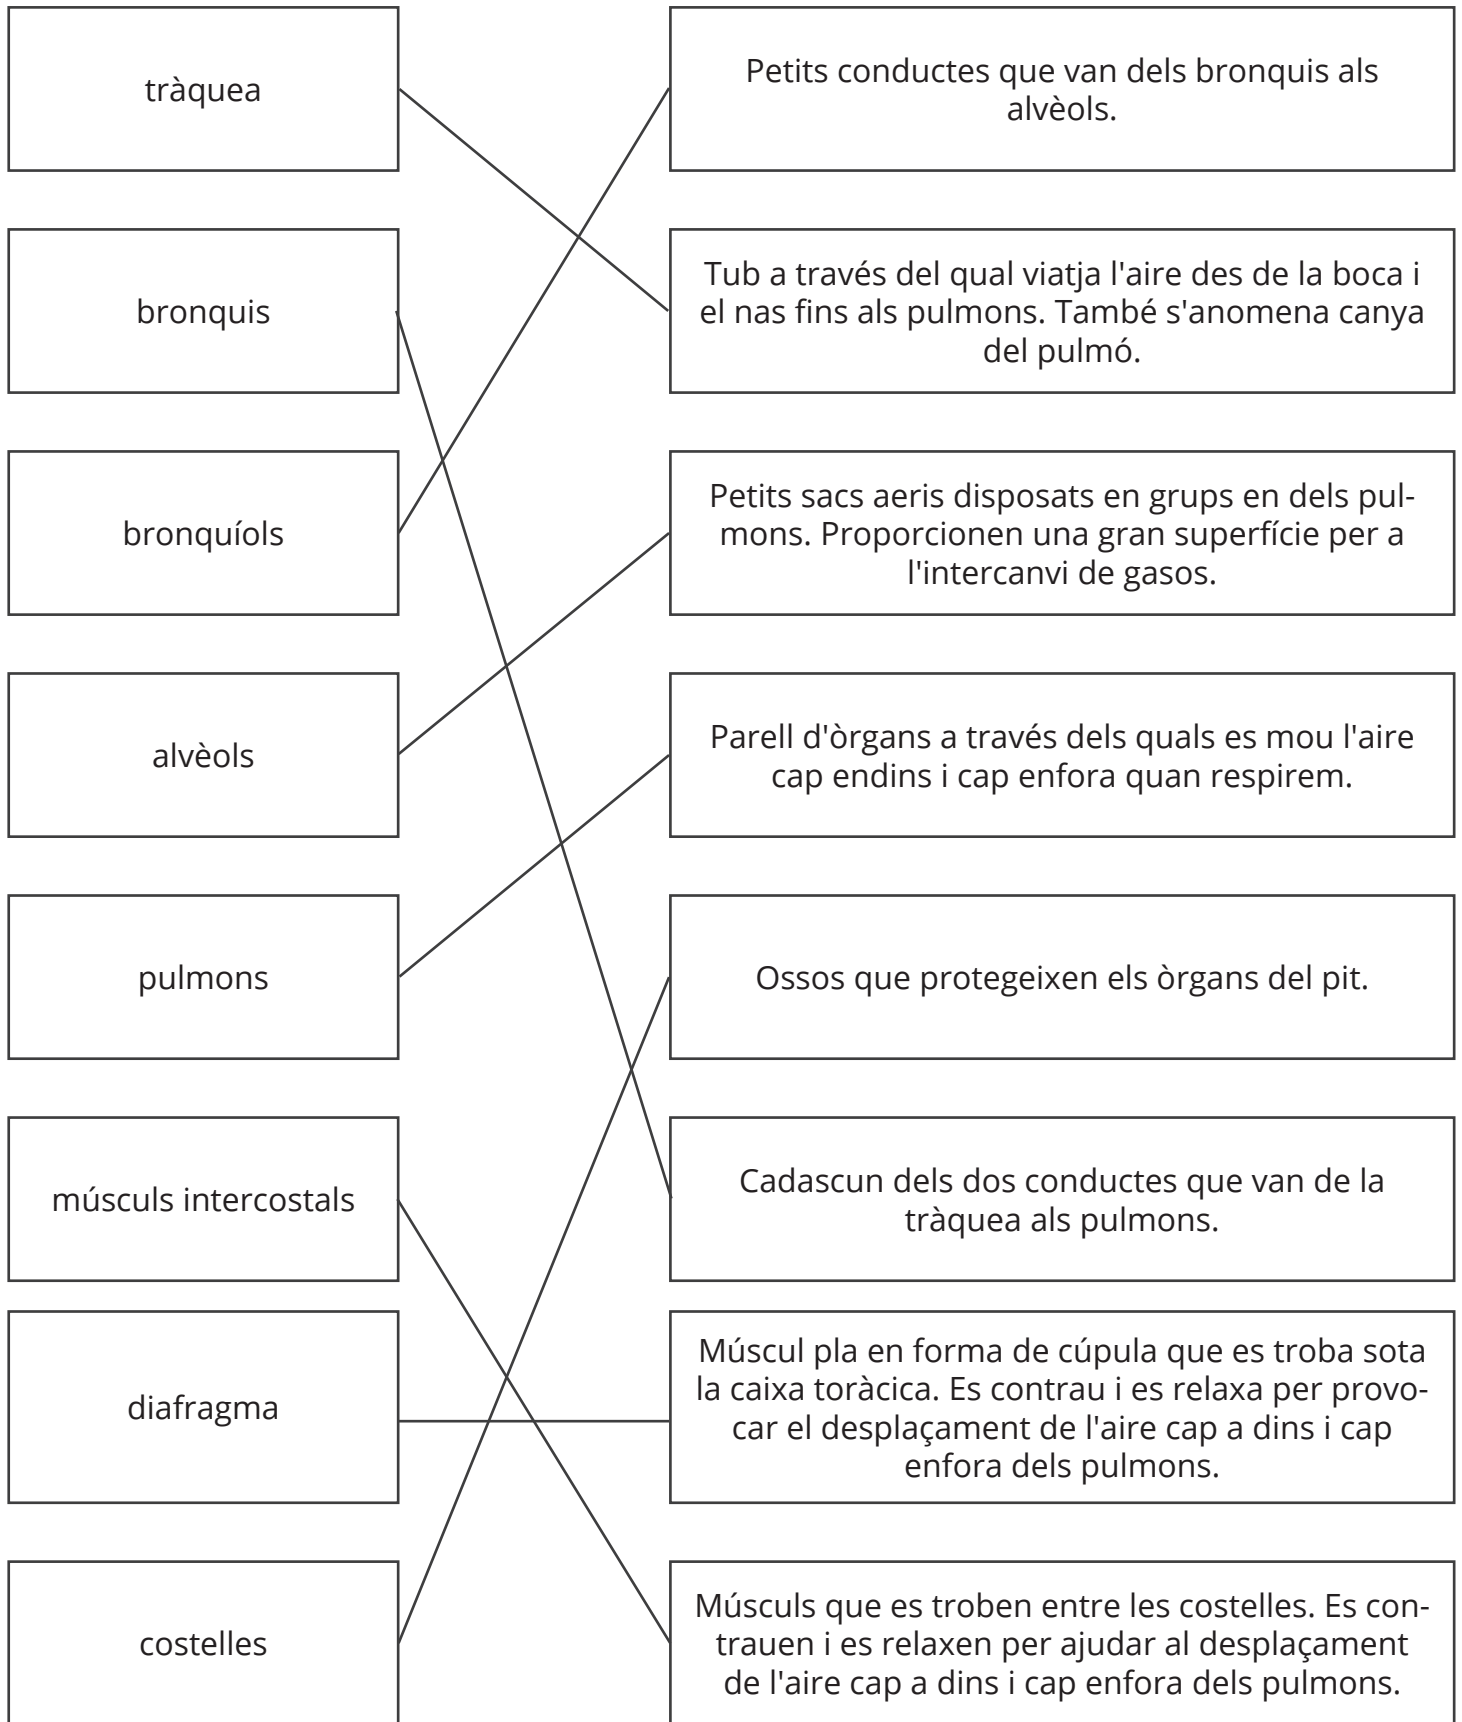 tràquea
Petits conductes que van dels bronquis als
alvèols.
bronquis
Tub a través del qual viatja l'aire des de la boca i
el nas fins als pulmons. També s'anomena canya
del pulmó.
bronquíols
Petits sacs aeris disposats en grups en dels pul-
mons. Proporcionen una gran superfície per a
l'intercanvi de gasos.
alvèols
Parell d'òrgans a través dels quals es mou l'aire
cap endins i cap enfora quan respirem.
pulmons
Ossos que protegeixen els òrgans del pit.
músculs intercostals
Cadascun dels dos conductes que van de la
tràquea als pulmons.
diafragma
Múscul pla en forma de cúpula que es troba sota
la caixa toràcica. Es contrau i es relaxa per provo-
car el desplaçament de l'aire cap a dins i cap
enfora dels pulmons.
costelles
Músculs que es troben entre les costelles. Es con-
trauen i es relaxen per ajudar al desplaçament
de l'aire cap a dins i cap enfora dels pulmons.